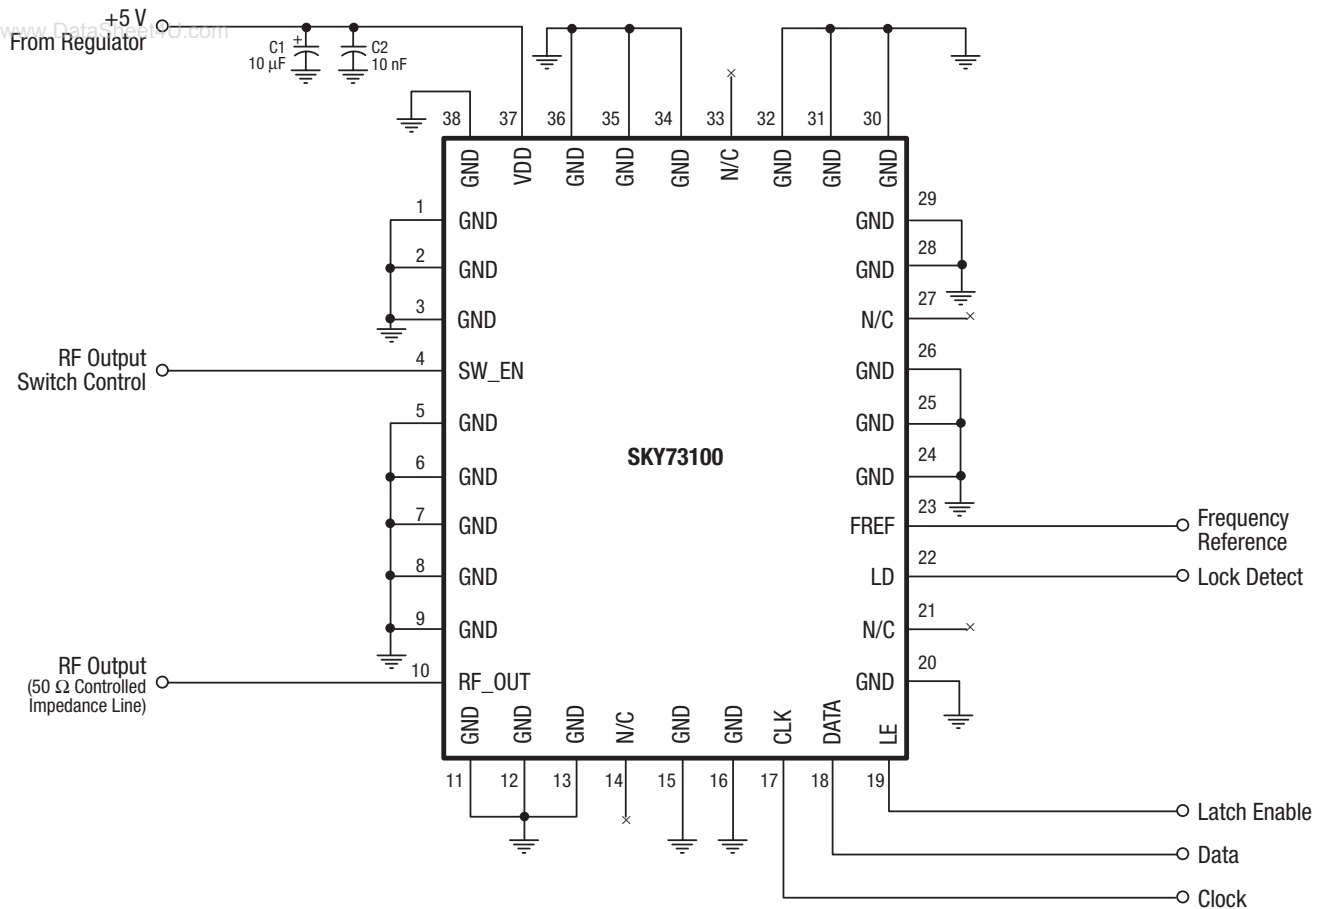 www.DataSheet4U.com
+5 V
From Regulator
C1
+
10 μF
C2
10 nF
38 37 36 35 34 33 32 31 30
GND VDD GND GND GND N/C GND GND GND
1 GND
2 GND
3 GND
RF Output
Switch Control
4 SW_EN
5 GND
6 GND
7 GND
8 GND
9 GND
RF Output
(50 Ω Controlled
Impedance Line)
10 RF_OUT
SKY73100
GND 29
GND 28
N/C 27
GND 26
GND 25
GND 24
FREF 23
Frequency
Reference
LD 22
Lock Detect
N/C 21
GND 20
GND GND GND N/C GND GND CLK DATA LE
11 12 13 14 15 16 17 18 19
Latch Enable
Data
Clock